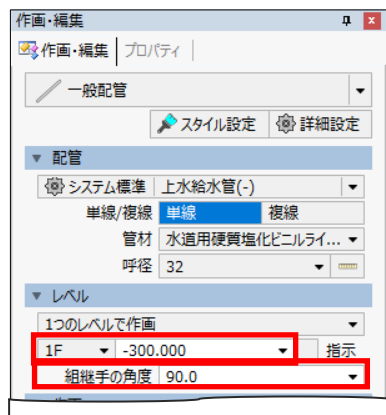 作画・編集
作画・編集 プロパティ
一般配管
スタイル設定 詳細設定
配管
システム標準 上水給水管(-)
単線/複線 単線 複線
管材 水道用硬質塩化ビニルライ...
呼径 32
レベル
1つのレベルで作画
1F -300.000 指示
組継手の角度 90.0